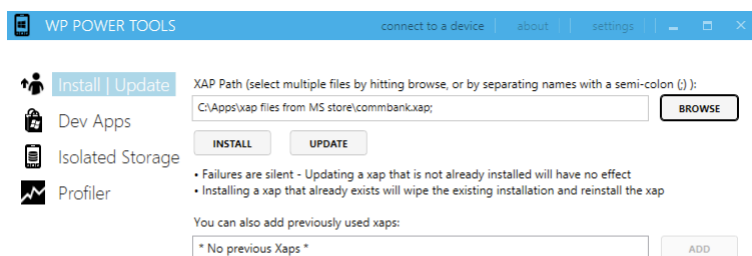 WP POWER TOOLS
connect to a device
about
settings
Install | Update
Dev Apps
Isolated Storage
Profiler
XAP Path (select multiple files by hitting browse, or by separating names with a semi-colon (;) ):
C:\Apps\xap files from MS store\commbank.xap;
BROWSE
INSTALL
UPDATE
• Failures are silent - Updating a xap that is not already installed will have no effect
• Installing a xap that already exists will wipe the existing installation and reinstall the xap
You can also add previously used xaps:
* No previous Xaps *
ADD